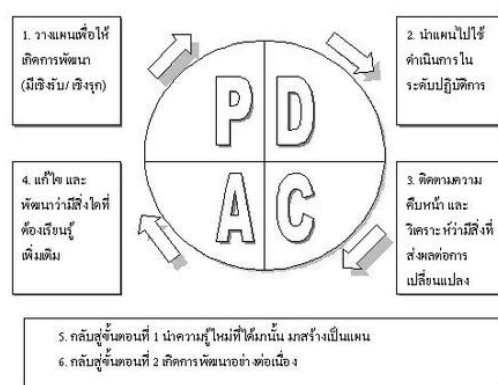 1. วางแผนเพื่อให้
เกิดการพัฒนา
(มีเชิงรับ/ เชิงรุก)
2. นำแผนไปใช้
ดำเนินการ ใน
ระดับปฏิบัติการ
P D
A C
4. แก้ไข และ
พัฒนาว่ามีสิ่งใดที่
ต้องเรียนรู้
เพิ่มเติม
3. ติดตามความ
คืบหน้า และ
วิเคราะห์ว่ามีสิ่งที่
ส่งผลต่อการ
เปลี่ยนแปลง
5. กลับสู่ขั้นตอนที่ 1 นำความรู้ใหม่ที่ได้มานั้น มาสร้างเป็นแผน
6. กลับสู่ขั้นตอนที่ 2 เกิดการพัฒนาอย่างต่อเนื่อง